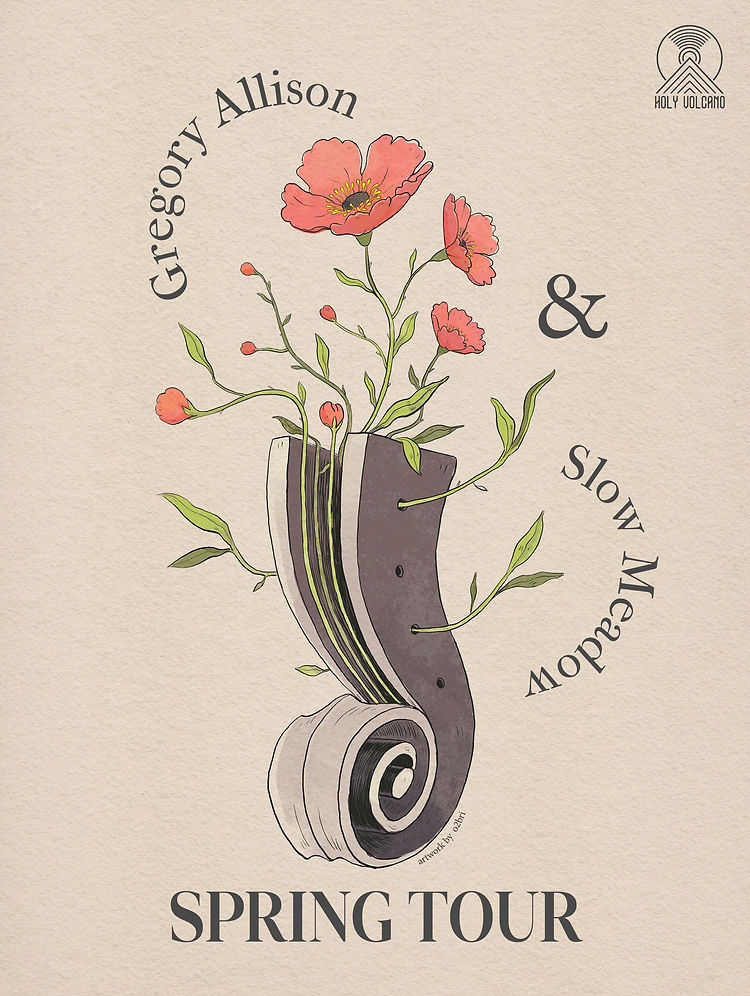 HOLY VOLCANO
Gregory Allison
&
Slow Meadow
artwork by o2bri
SPRING TOUR